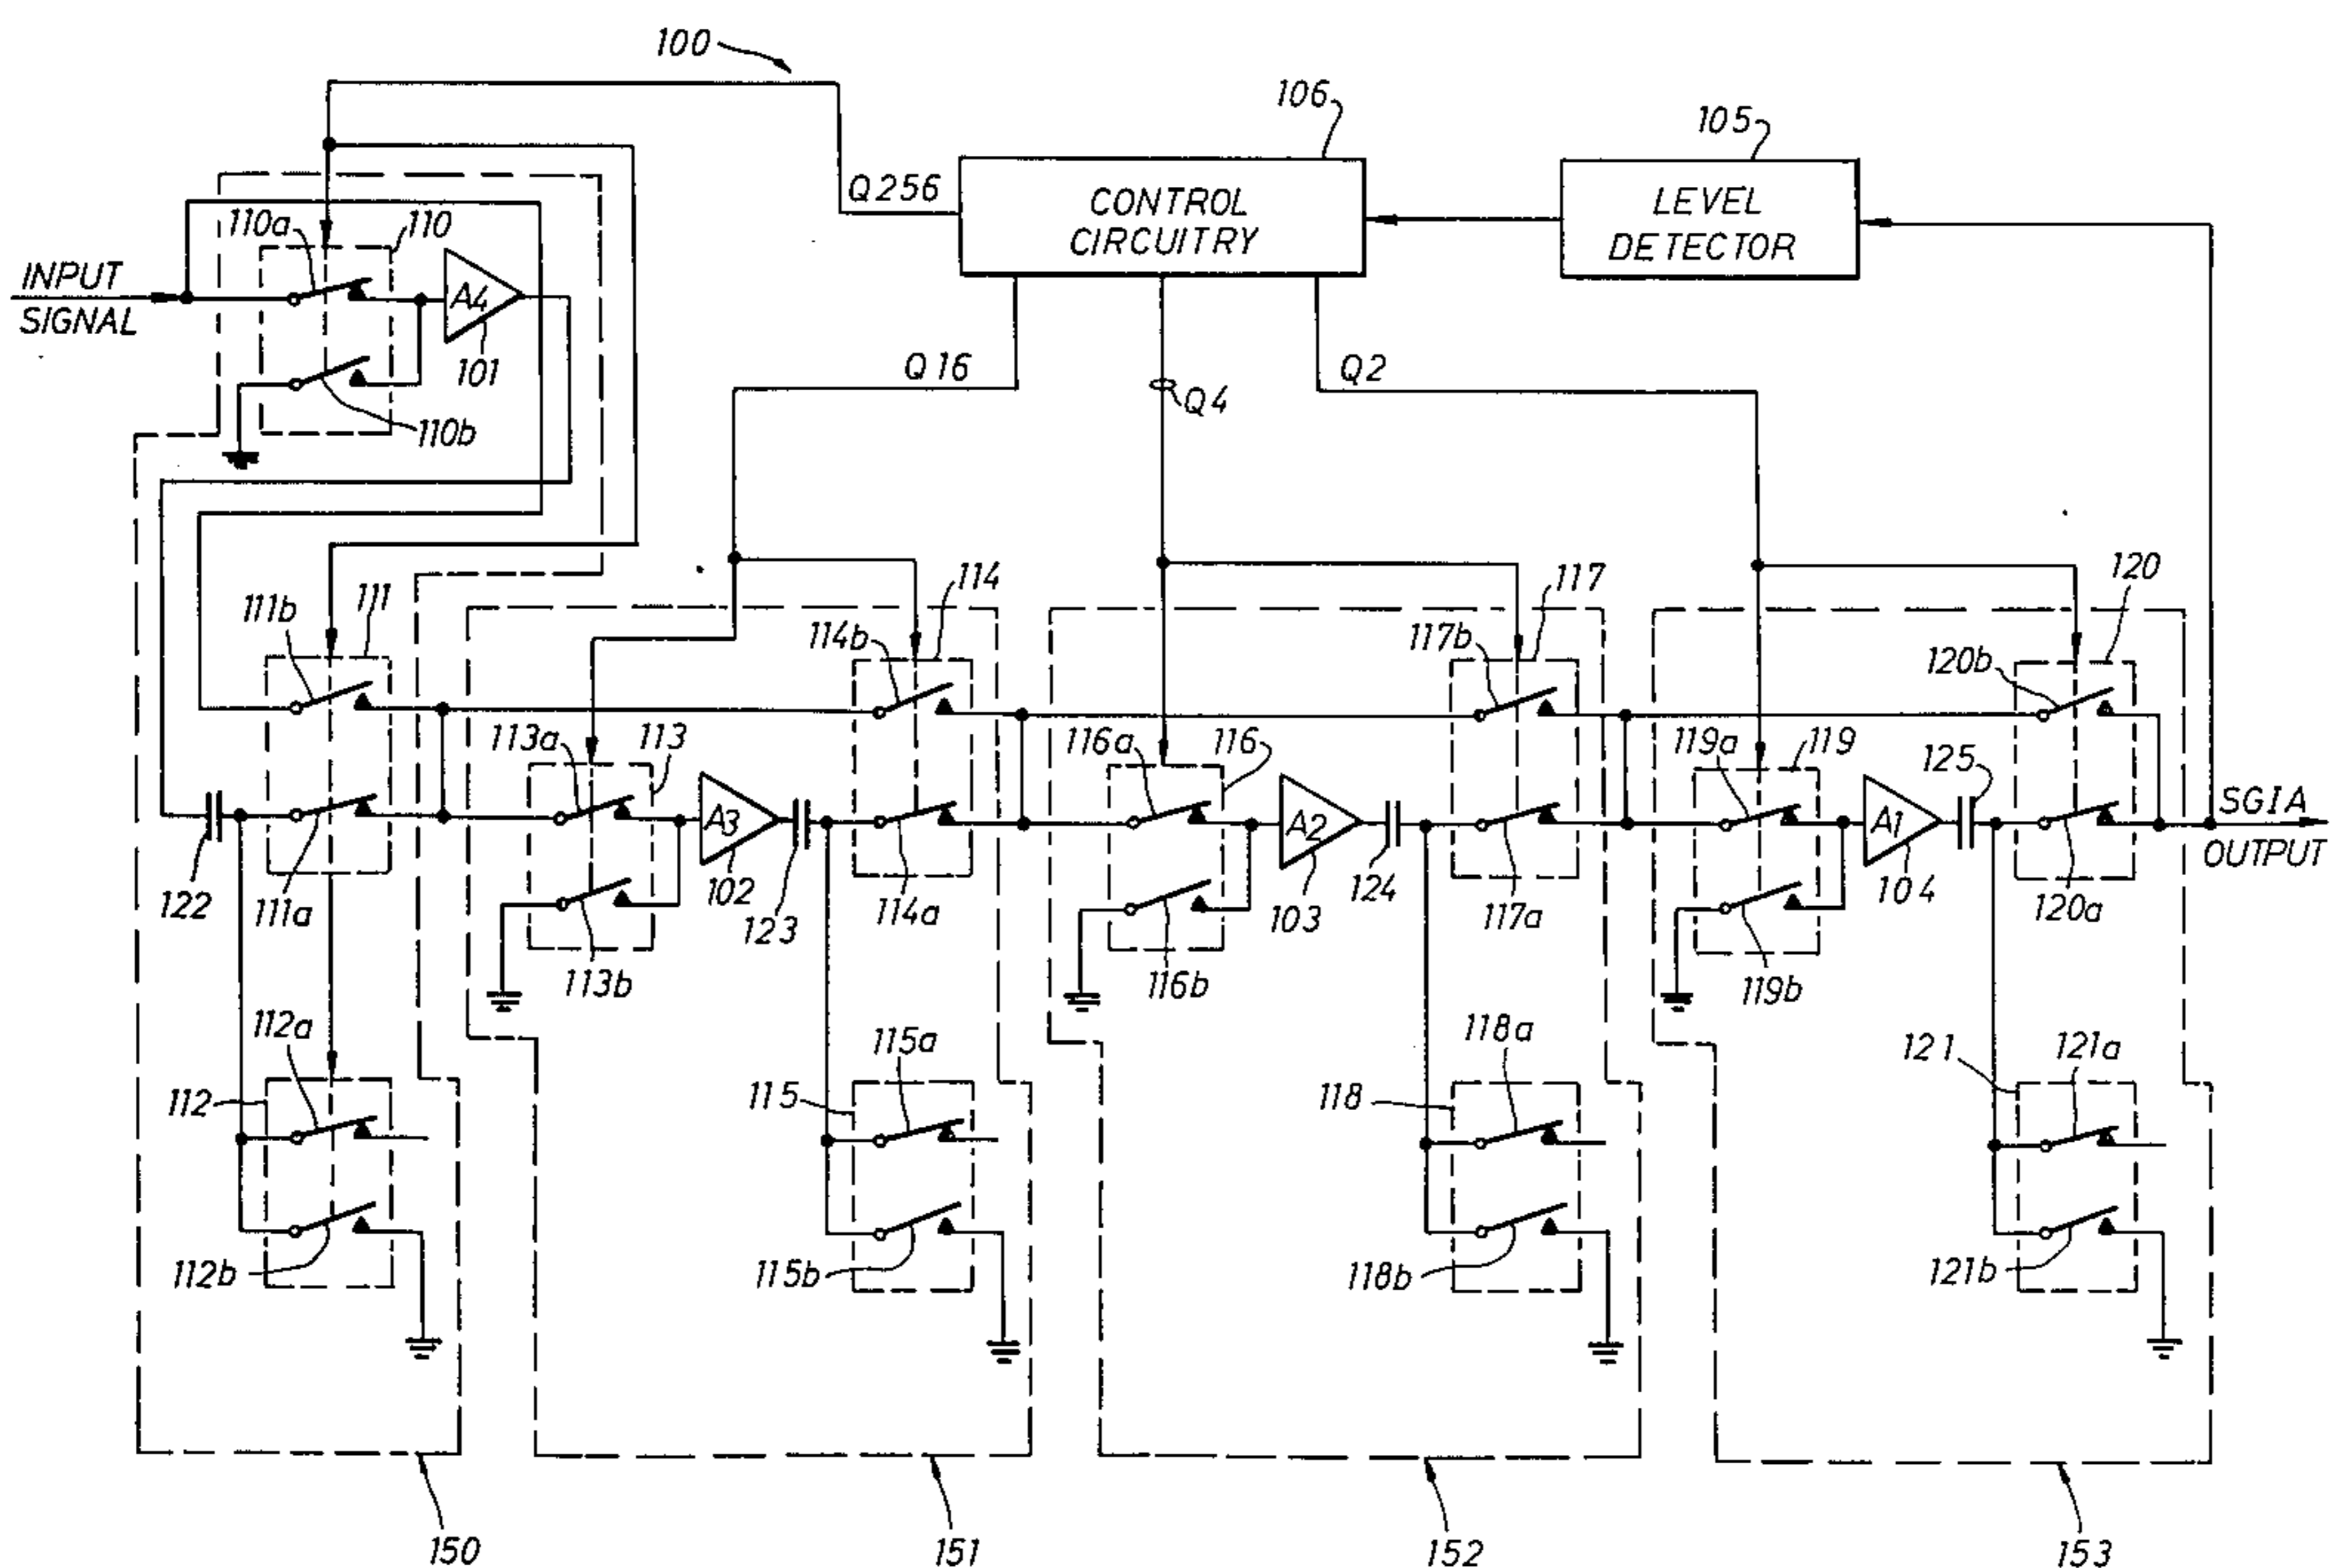 100
106
105
Q256
CONTROL
CIRCUITRY
LEVEL
DETECTOR
110a
110
INPUT
SIGNAL
A4
101
110b
Q16
Q4
Q2
111b
111
114
114b
117
117b
120
120b
113a
113
116a
116
119a
119
125
A3
A2
A1
SGIA
OUTPUT
122
111a
102
123
114a
103
124
117a
104
120a
113b
116b
119b
112a
112
115a
115
118a
118
121
121a
112b
115b
118b
121b
150
151
152
153